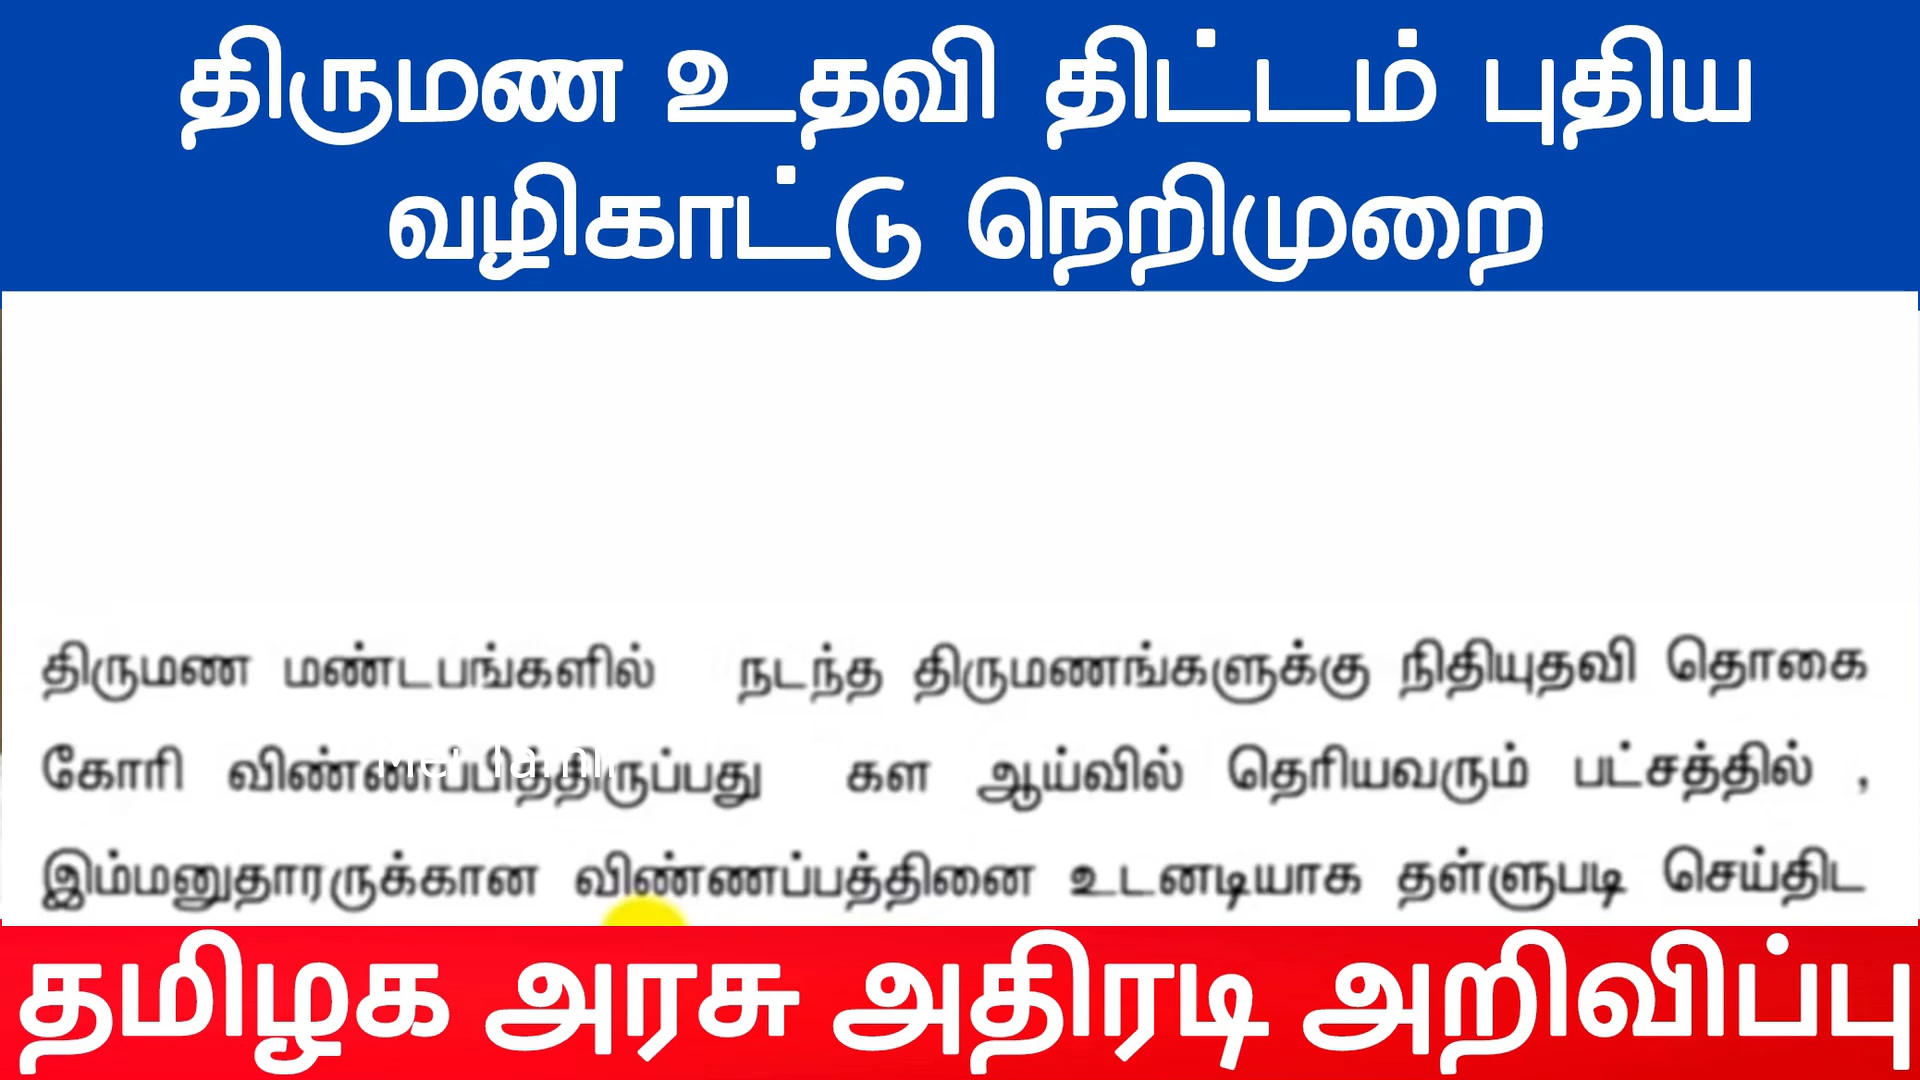 திருமண உதவி திட்டம் புதிய
வழிகாட்டு நெறிமுறை
திருமண மண்டபங்களில் நடந்த திருமணங்களுக்கு நிதியுதவி தொகை
கோரி விண்ணப்பித்திருப்பது கள ஆய்வில் தெரியவரும் பட்சத்தில் ,
இம்மனுதாரருக்கான விண்ணப்பத்தினை உடனடியாக தள்ளுபடி செய்திட
தமிழக அரசு அதிரடி அறிவிப்பு